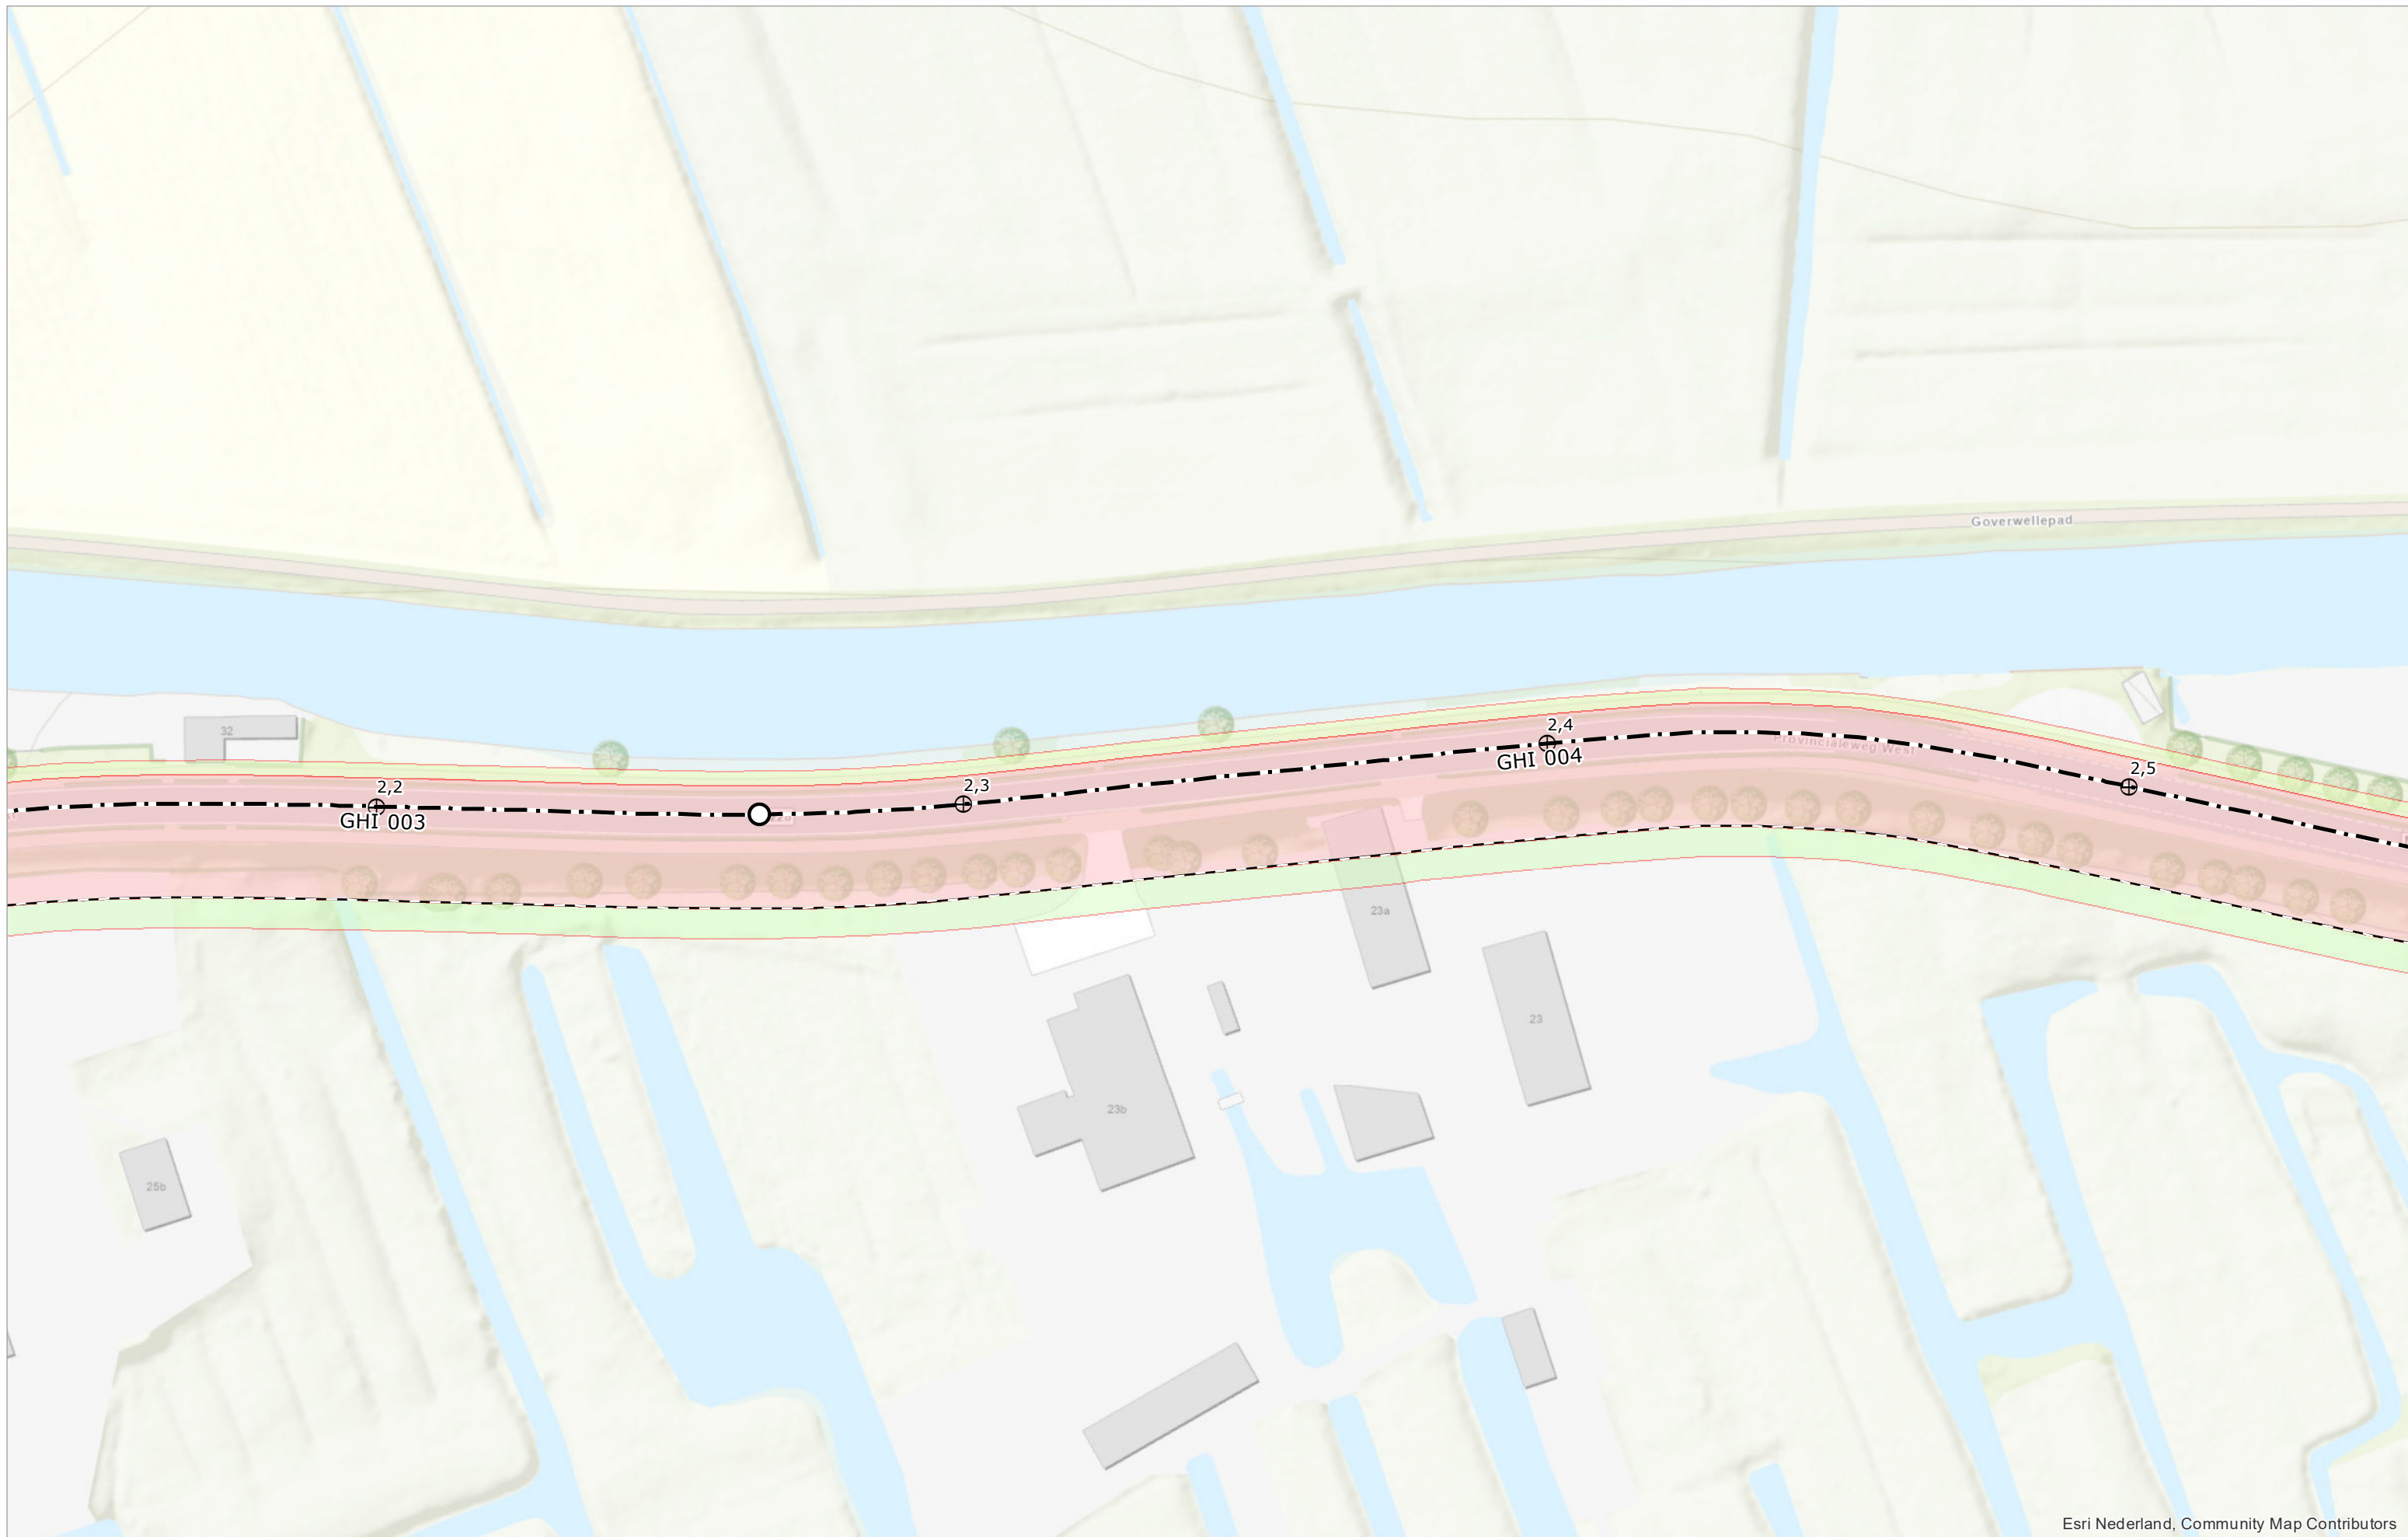 Goverwellepad
32
2,4
Provincialeweg West
GHI 004
2,5
2,2
2,3
GHI 003
23a
23
23b
25b
Esri Nederland, Community Map Contributors